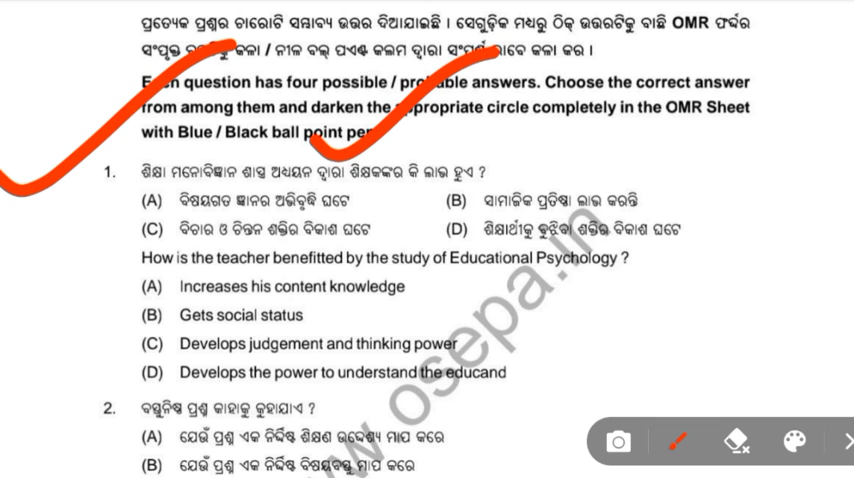 ପ୍ରତ୍ୟେକ ପ୍ରଶ୍ନର ଚାରୋଟି ସମ୍ଭାବ୍ୟ ଉତ୍ତର ଦିଆଯାଇଛି । ସେଗୁଡ଼ିକ ମଧ୍ୟରୁ ଠିକ୍ ଉତ୍ତରଟିକୁ ବାଛି OMR ଫର୍ଦ୍ଦର
ସଂପୃକ୍ତ କଳା / ନୀଳ ବଲ୍ ପଏଣ୍ଟ କଲମ ଦ୍ୱାରା ସଂପୂର୍ଣ୍ଣ ଭାବେ କଳା କର ।
Each question has four possible / probable answers. Choose the correct answer
from among them and darken the appropriate circle completely in the OMR Sheet
with Blue / Black ball point pen
1. ଶିକ୍ଷା ମନୋବିଜ୍ଞାନ ଶାସ୍ତ୍ର ଅଧ୍ୟୟନ ଦ୍ୱାରା ଶିକ୍ଷକଙ୍କର କି ଲାଭ ହୁଏ ?
(A) ବିଷୟଗତ ଜ୍ଞାନର ଅଭିବୃଦ୍ଧି ଘଟେ (B) ସାମାଜିକ ପ୍ରତିଷ୍ଠା ଲାଭ କରନ୍ତି
(C) ବିଚାର ଓ ଚିନ୍ତନ ଶକ୍ତିର ବିକାଶ ଘଟେ (D) ଶିକ୍ଷାର୍ଥୀକୁ ବୁଝିବା ଶକ୍ତିର ବିକାଶ ଘଟେ
How is the teacher benefitted by the study of Educational Psychology ?
(A) Increases his content knowledge
(B) Gets social status
(C) Develops judgement and thinking power
(D) Develops the power to understand the educand
2. ବସ୍ତୁନିଷ୍ଠ ପ୍ରଶ୍ନ କାହାକୁ କୁହାଯାଏ ?
(A) ଯେଉଁ ପ୍ରଶ୍ନ ଏକ ନିର୍ଦ୍ଦିଷ୍ଟ ଶିକ୍ଷଣ ଉଦ୍ଦେଶ୍ୟ ମାପ କରେ
(B) ଯେଉଁ ପ୍ରଶ୍ନ ଏକ ନିର୍ଦ୍ଦିଷ୍ଟ ବିଷୟବସ୍ତୁ ମାପ କରେ
w osepa.in